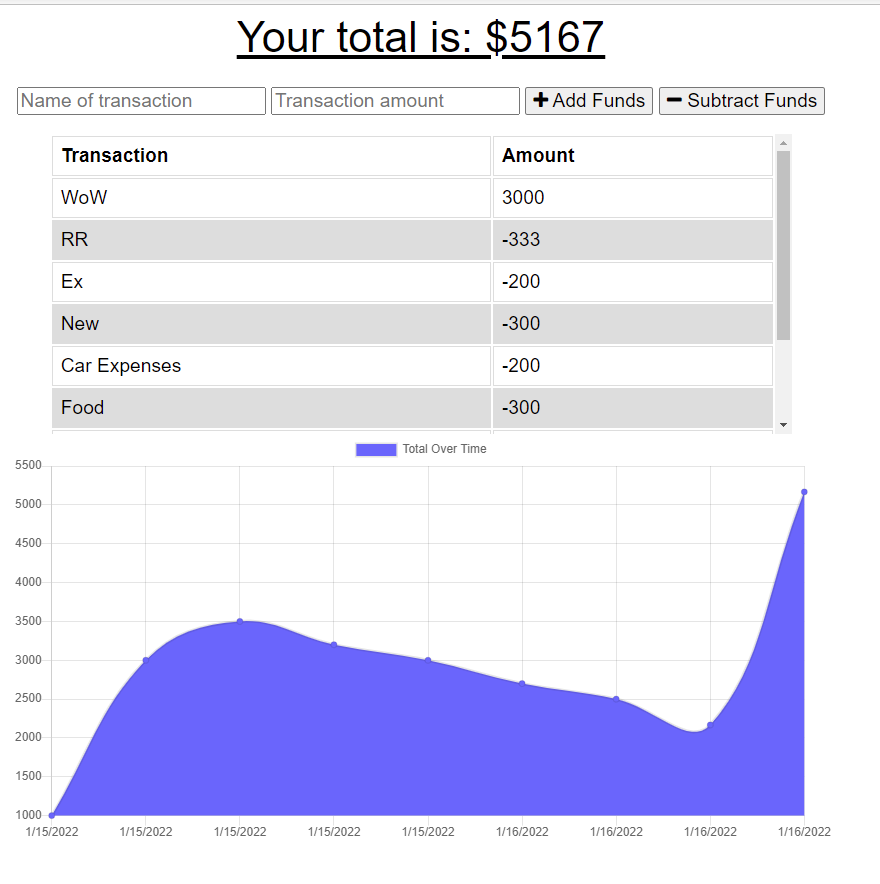 Your total is: $5167
Name of transaction Transaction amount Add Funds Subtract Funds
Transaction Amount
WoW 3000
RR -333
Ex -200
New -300
Car Expenses -200
Food -300
Total Over Time
5500
5000
4500
4000
3500
3000
2500
2000
1500
1000
1/15/2022 1/15/2022 1/15/2022 1/15/2022 1/15/2022 1/16/2022 1/16/2022 1/16/2022 1/16/2022